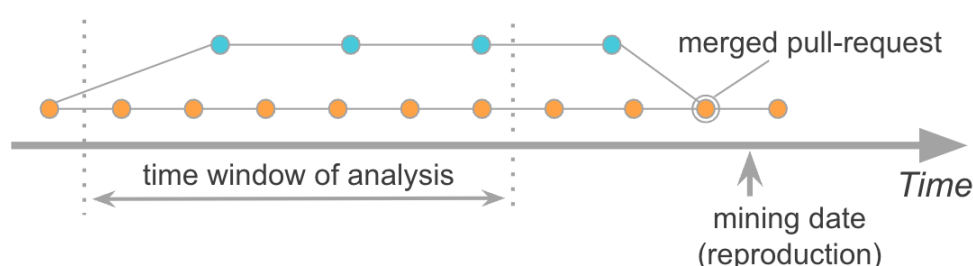 merged pull-request
time window of analysis
Time
mining date
(reproduction)